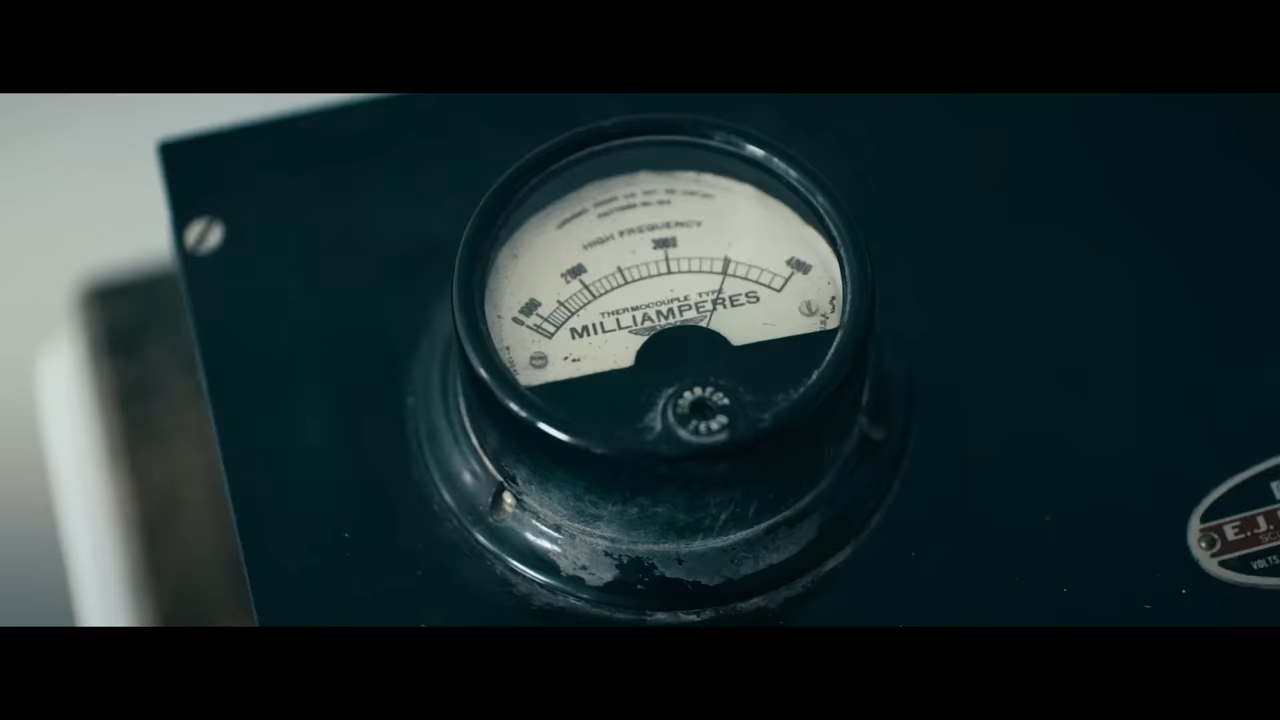 HIGH FREQUENCY
0 1000 2000 3000 4000
THERMOCOUPLE TYPE
MILLIAMPERES
U.S.A.
CORRECT
ZERO
E.J.
VOLTS